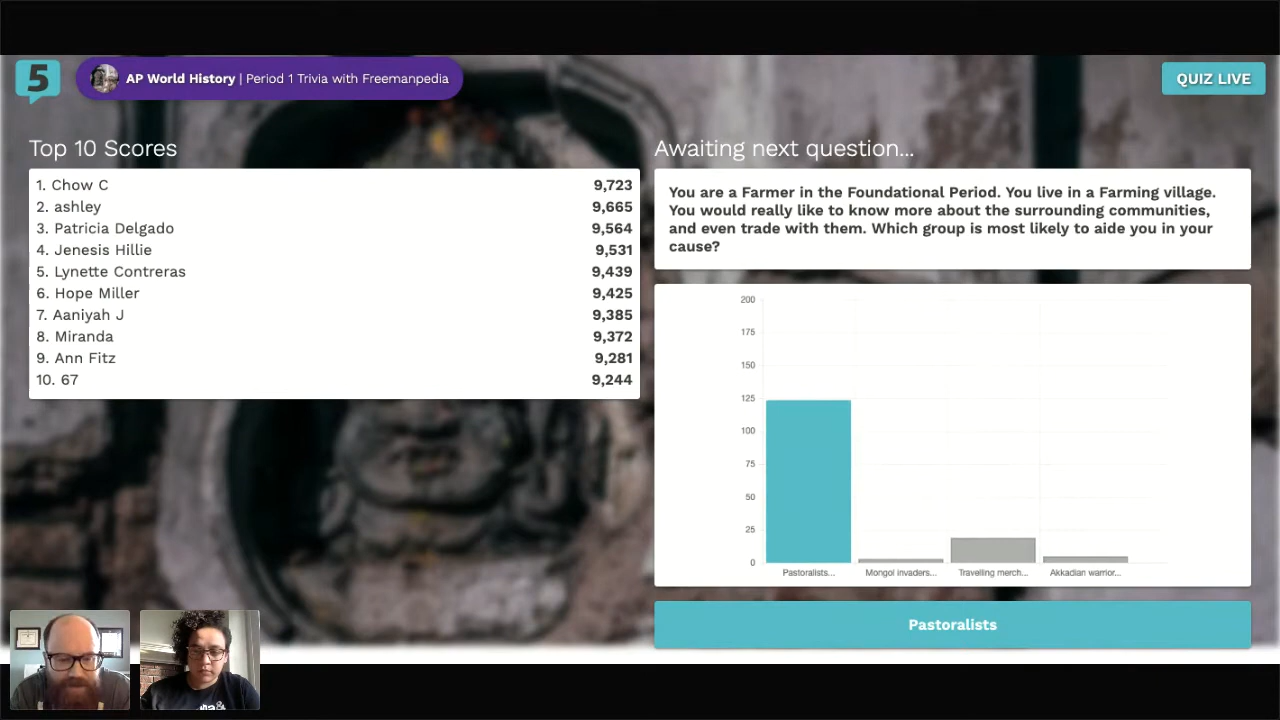 5
AP World History | Period 1 Trivia with Freemanpedia
QUIZ LIVE
Top 10 Scores
1. Chow C 9,723
2. ashley 9,665
3. Patricia Delgado 9,564
4. Jenesis Hillie 9,531
5. Lynette Contreras 9,439
6. Hope Miller 9,425
7. Aaniyah J 9,385
8. Miranda 9,372
9. Ann Fitz 9,281
10. 67 9,244
Awaiting next question...
You are a Farmer in the Foundational Period. You live in a Farming village.
You would really like to know more about the surrounding communities,
and even trade with them. Which group is most likely to aide you in your
cause?
200
175
150
125
100
75
50
25
0
Pastoralists... Mongol invaders... Travelling merch... Akkadian warrior...
Pastoralists